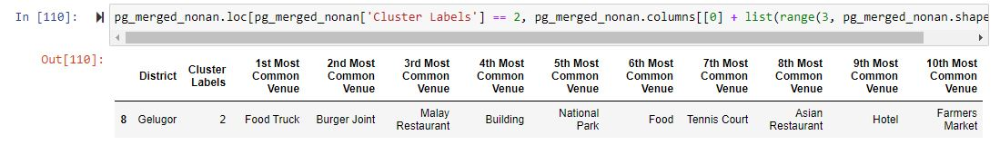 In [110]: pg_merged_nonan.loc[pg_merged_nonan['Cluster Labels'] == 2, pg_merged_nonan.columns[[0] + list(range(3, pg_merged_nonan.shape
Out[110]:
District Cluster Labels 1st Most Common Venue 2nd Most Common Venue 3rd Most Common Venue 4th Most Common Venue 5th Most Common Venue 6th Most Common Venue 7th Most Common Venue 8th Most Common Venue 9th Most Common Venue 10th Most Common Venue
8 Gelugor 2 Food Truck Burger Joint Malay Restaurant Building National Park Food Tennis Court Asian Restaurant Hotel Farmers Market